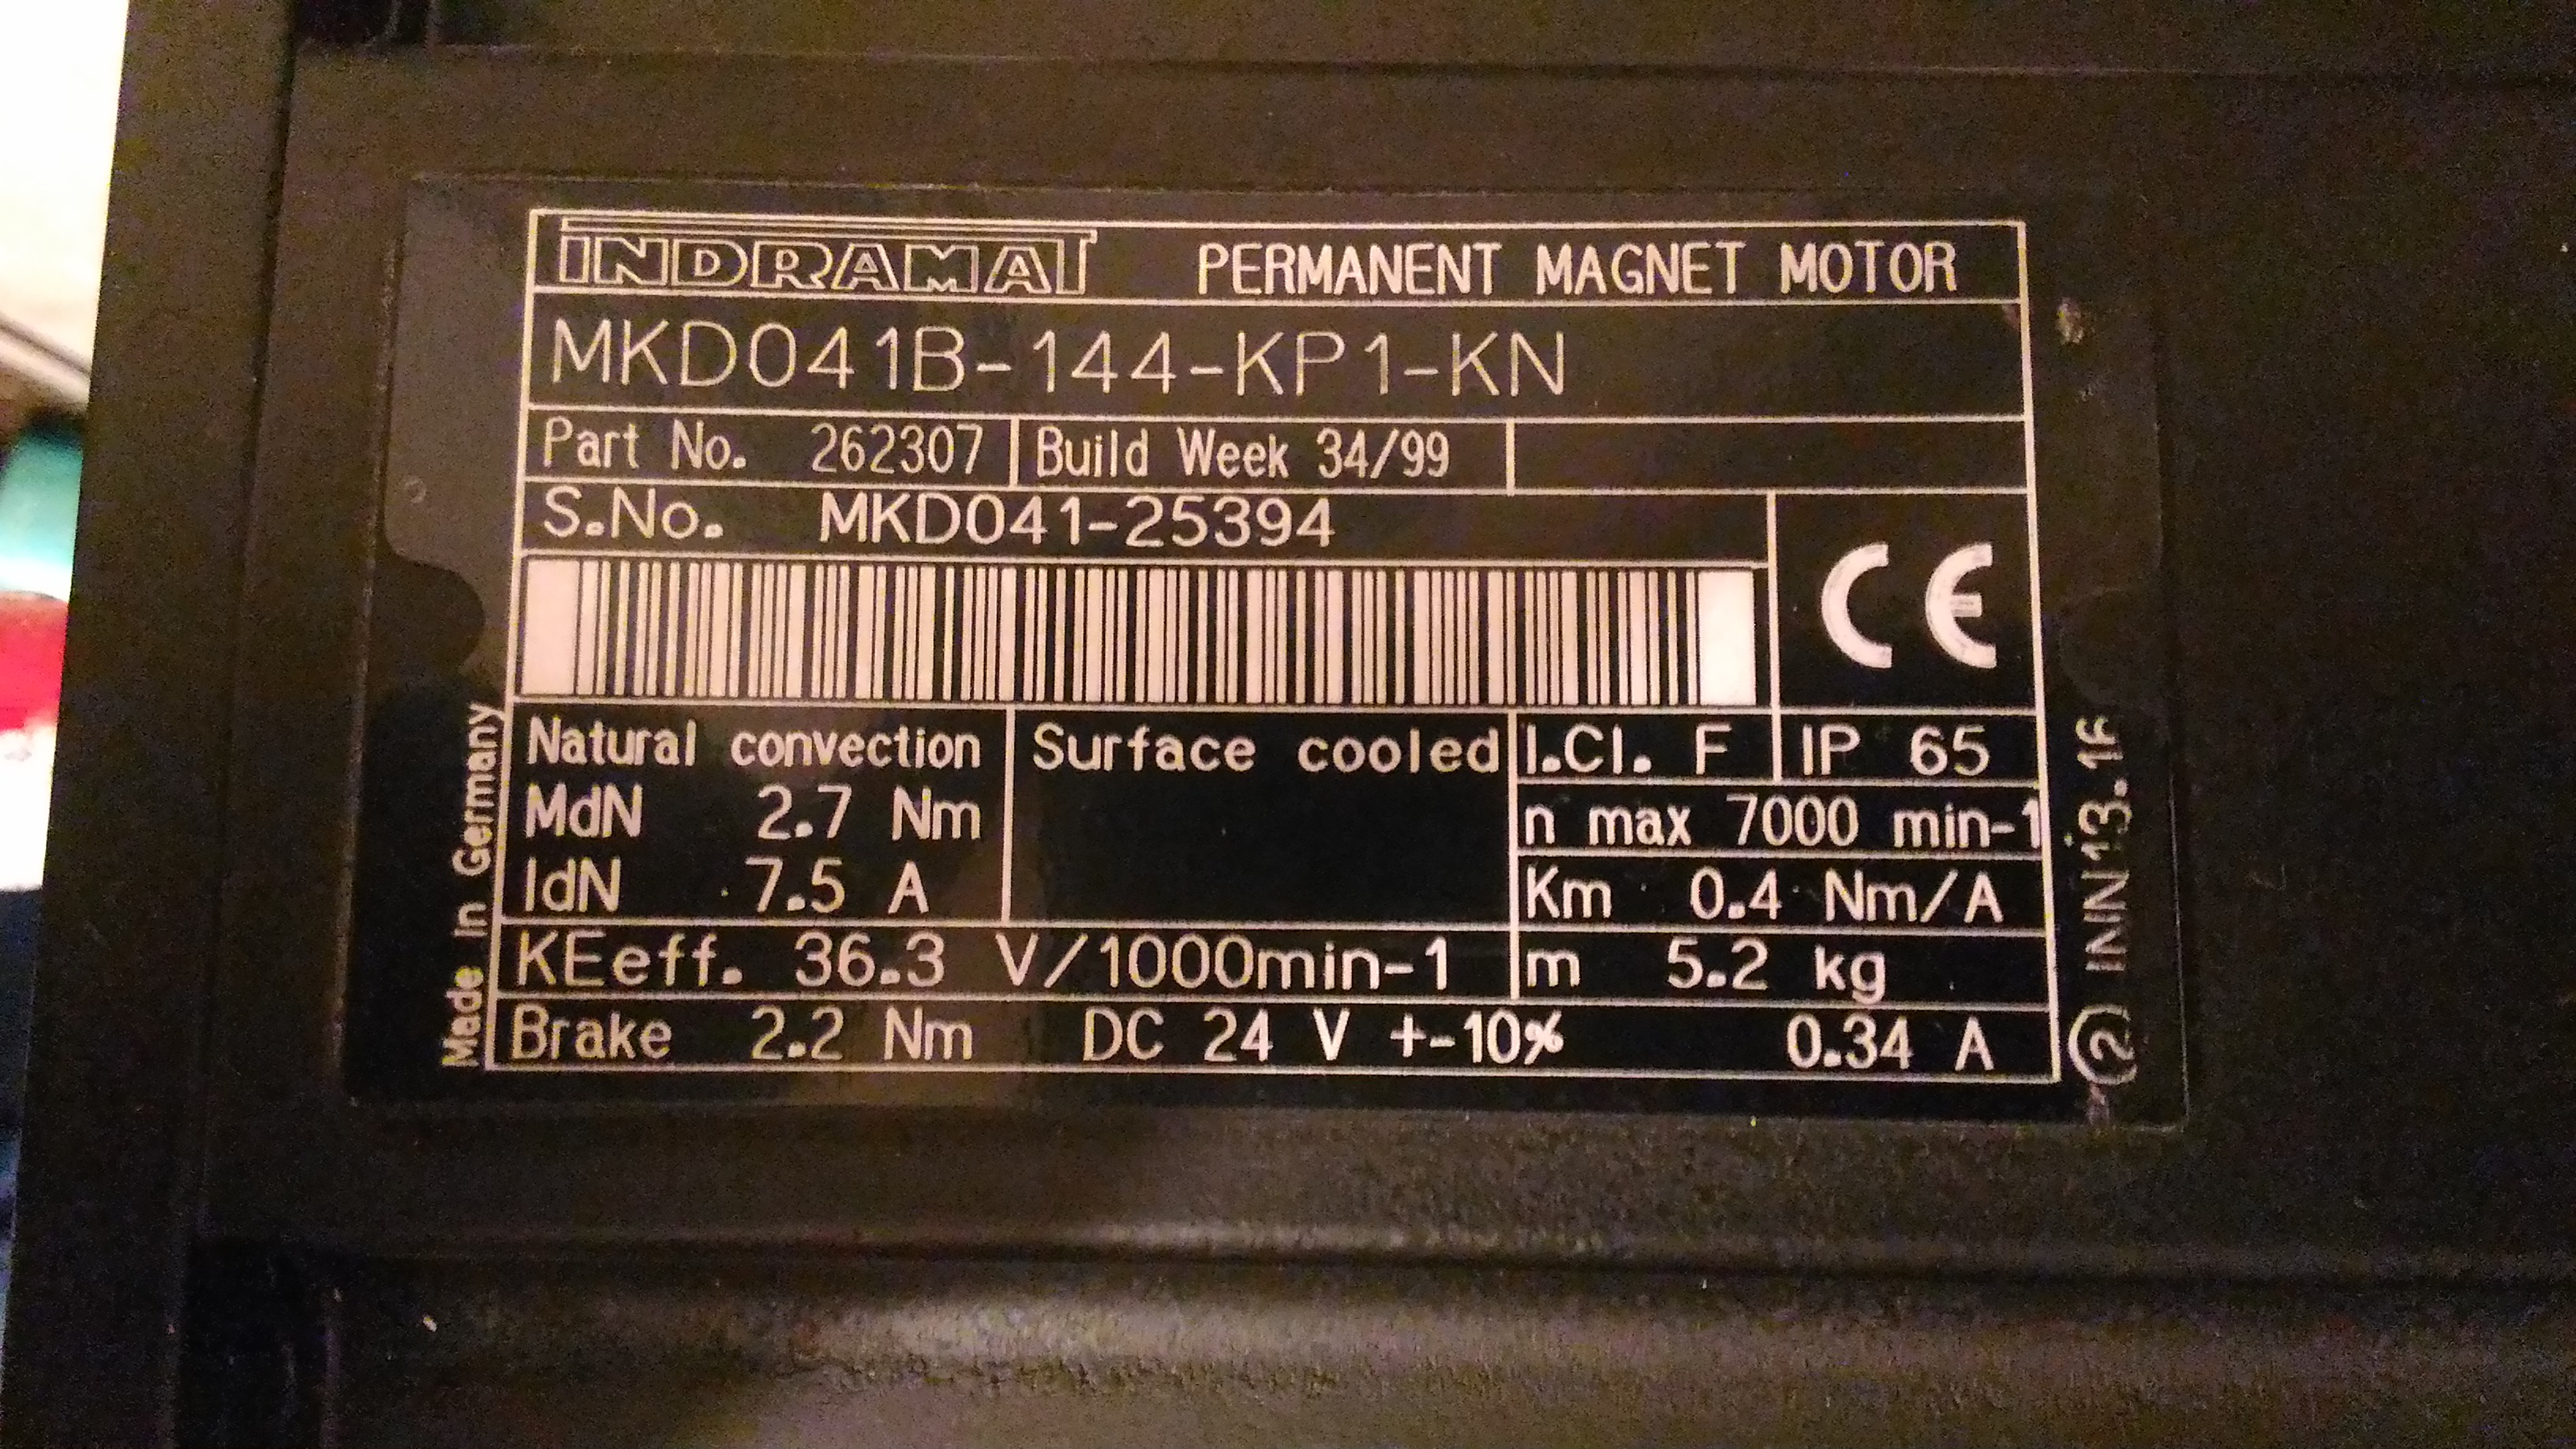 INDRAMAT PERMANENT MAGNET MOTOR
MKD041B-144-KP1-KN
Part No. 262307 Build Week 34/99
S.No. MKD041-25394
CE
Natural convection Surface cooled I.Cl. F IP 65
MdN 2.7 Nm n max 7000 min-1
IdN 7.5 A Km 0.4 Nm/A
KEeff. 36.3 V/1000min-1 m 5.2 kg
Brake 2.2 Nm DC 24 V +-10% 0.34 A
Made in Germany
(2) INN13.16